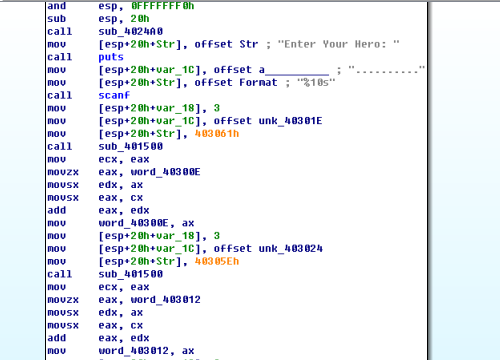 and esp, 0FFFFFFF0h
sub esp, 20h
call sub_4024A0
mov [esp+20h+Str], offset Str ; "Enter Your Hero: "
call puts
mov [esp+20h+var_1C], offset a__________ ; ".........."
mov [esp+20h+Str], offset Format ; "%10s"
call scanf
mov [esp+20h+var_18], 3
mov [esp+20h+var_1C], offset unk_40301E
mov [esp+20h+Str], 403061h
call sub_401500
mov ecx, eax
movzx eax, word_40300E
movsx edx, ax
movsx eax, cx
add eax, edx
mov word_40300E, ax
mov [esp+20h+var_18], 3
mov [esp+20h+var_1C], offset unk_403024
mov [esp+20h+Str], 40305Eh
call sub_401500
mov ecx, eax
movzx eax, word_403012
movsx edx, ax
movsx eax, cx
add eax, edx
mov word_403012, ax